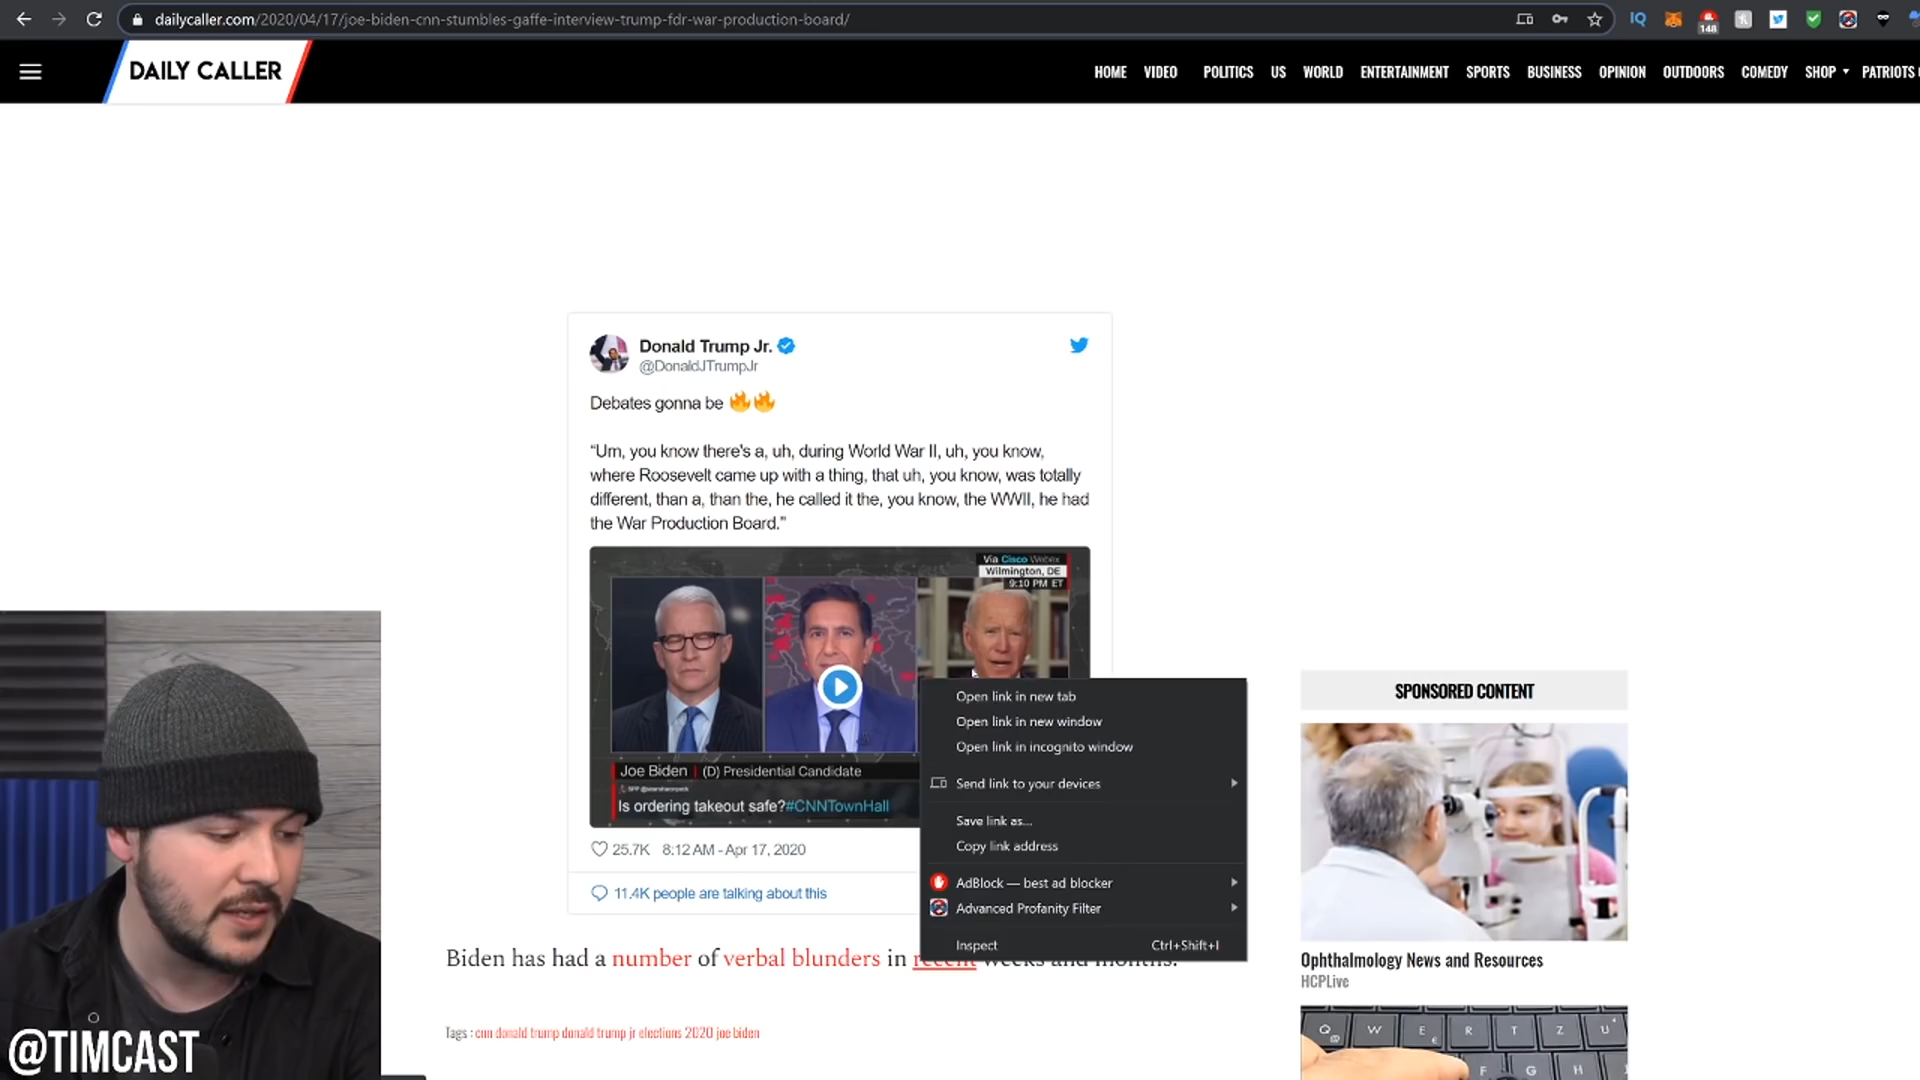 dailycaller.com/2020/04/17/joe-biden-cnn-stumbles-gaffe-interview-trump-fdr-war-production-board/
IQ
148
DAILY CALLER
HOME VIDEO POLITICS US WORLD ENTERTAINMENT SPORTS BUSINESS OPINION OUTDOORS COMEDY SHOP PATRIOTS
Donald Trump Jr.
@DonaldJTrumpJr
Debates gonna be 🔥🔥
“Um, you know there's a, uh, during World War II, uh, you know,
where Roosevelt came up with a thing, that uh, you know, was totally
different, than a, than the, he called it the, you know, the WWII, he had
the War Production Board.”
Via Cisco Webex
Wilmington, DE
9:10 PM ET
Joe Biden (D) Presidential Candidate
Is ordering takeout safe?#CNNTownHall
25.7K 8:12 AM - Apr 17, 2020
11.4K people are talking about this
Open link in new tab
Open link in new window
Open link in incognito window
Send link to your devices
Save link as...
Copy link address
AdBlock — best ad blocker
Advanced Profanity Filter
Inspect Ctrl+Shift+I
Biden has had a number of verbal blunders in recent weeks and months.
Tags : cnn donald trump donald trump jr elections 2020 joe biden
SPONSORED CONTENT
Ophthalmology News and Resources
HCPLive
Q W E R T Z U
F G H
@TIMCAST